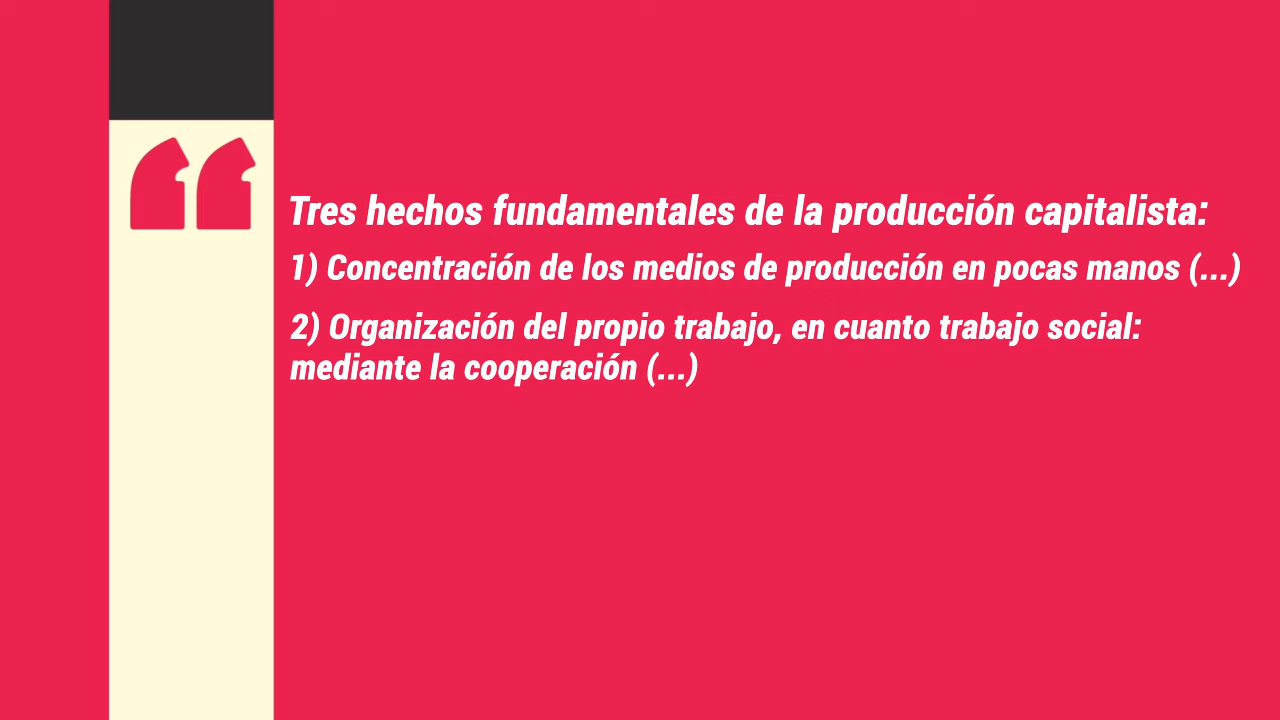 Tres hechos fundamentales de la producción capitalista:
1) Concentración de los medios de producción en pocas manos (...)
2) Organización del propio trabajo, en cuanto trabajo social:
mediante la cooperación (...)